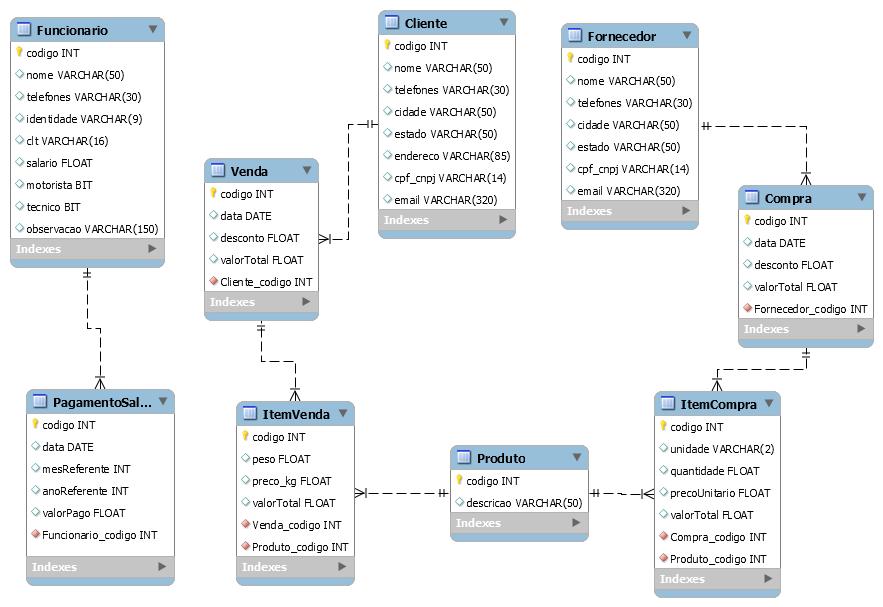 Funcionario
codigo INT
nome VARCHAR(50)
telefones VARCHAR(30)
identidade VARCHAR(9)
clt VARCHAR(16)
salario FLOAT
motorista BIT
tecnico BIT
observacao VARCHAR(150)
Indexes
Cliente
codigo INT
nome VARCHAR(50)
telefones VARCHAR(30)
cidade VARCHAR(50)
estado VARCHAR(50)
endereco VARCHAR(85)
cpf_cnpj VARCHAR(14)
email VARCHAR(320)
Indexes
Fornecedor
codigo INT
nome VARCHAR(50)
telefones VARCHAR(30)
cidade VARCHAR(50)
estado VARCHAR(50)
cpf_cnpj VARCHAR(14)
email VARCHAR(320)
Indexes
Venda
codigo INT
data DATE
desconto FLOAT
valorTotal FLOAT
Cliente_codigo INT
Indexes
Compra
codigo INT
data DATE
desconto FLOAT
valorTotal FLOAT
Fornecedor_codigo INT
Indexes
PagamentoSal...
codigo INT
data DATE
mesReferente INT
anoReferente INT
valorPago FLOAT
Funcionario_codigo INT
Indexes
ItemVenda
codigo INT
peso FLOAT
preco_kg FLOAT
valorTotal FLOAT
Venda_codigo INT
Produto_codigo INT
Indexes
Produto
codigo INT
descricao VARCHAR(50)
Indexes
ItemCompra
codigo INT
unidade VARCHAR(2)
quantidade FLOAT
precoUnitario FLOAT
valorTotal FLOAT
Compra_codigo INT
Produto_codigo INT
Indexes